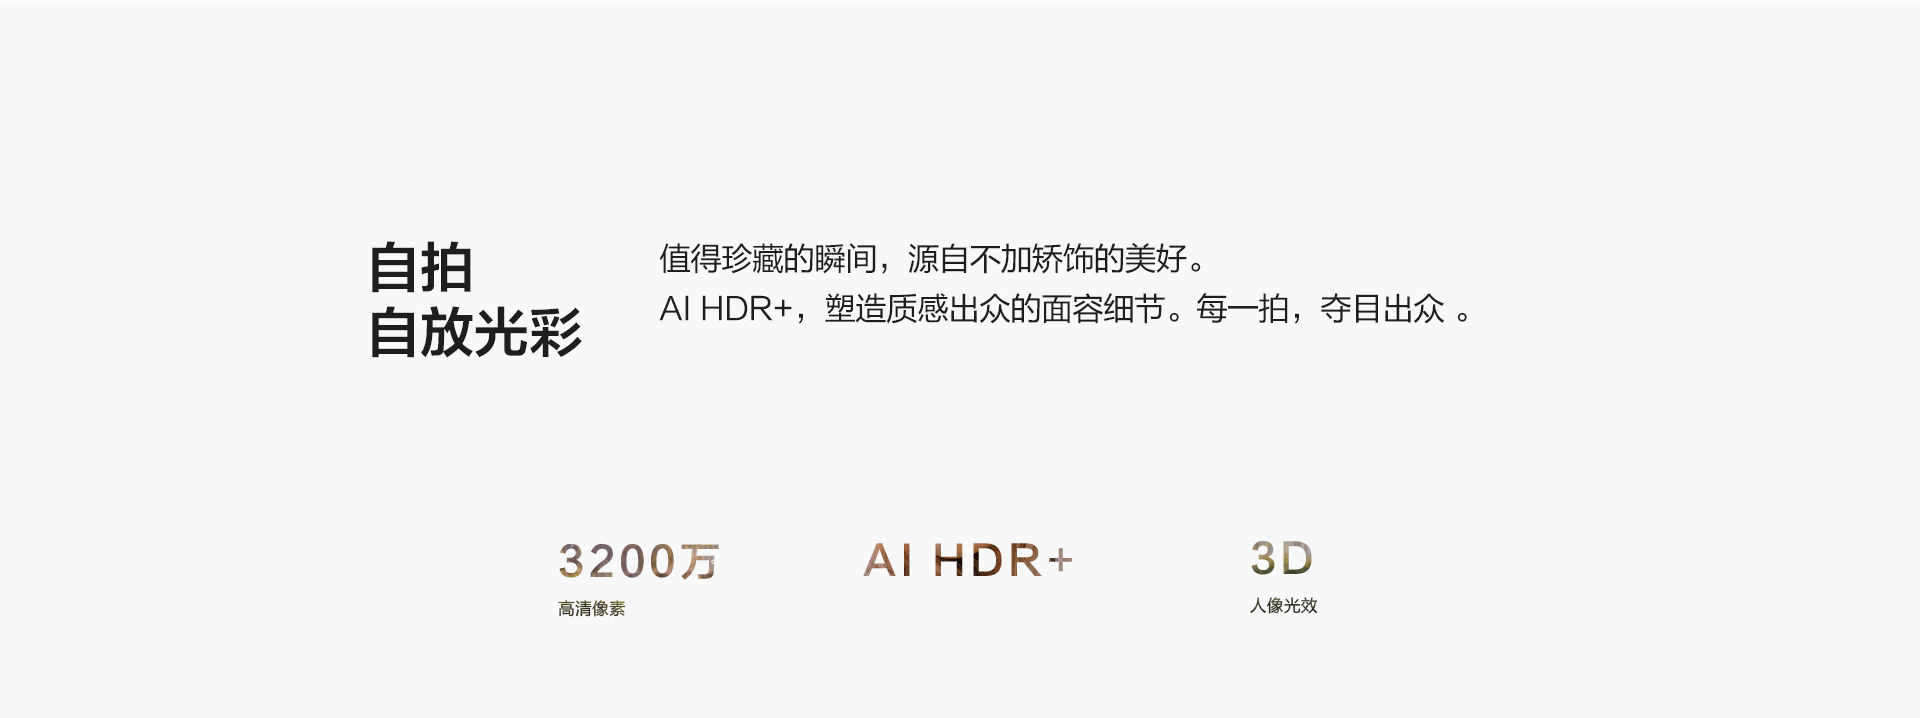 自拍
自放光彩
值得珍藏的瞬间，源自不加矫饰的美好。
AI HDR+，塑造质感出众的面容细节。每一拍，夺目出众 。
3200万
高清像素
AI HDR+
3D
人像光效